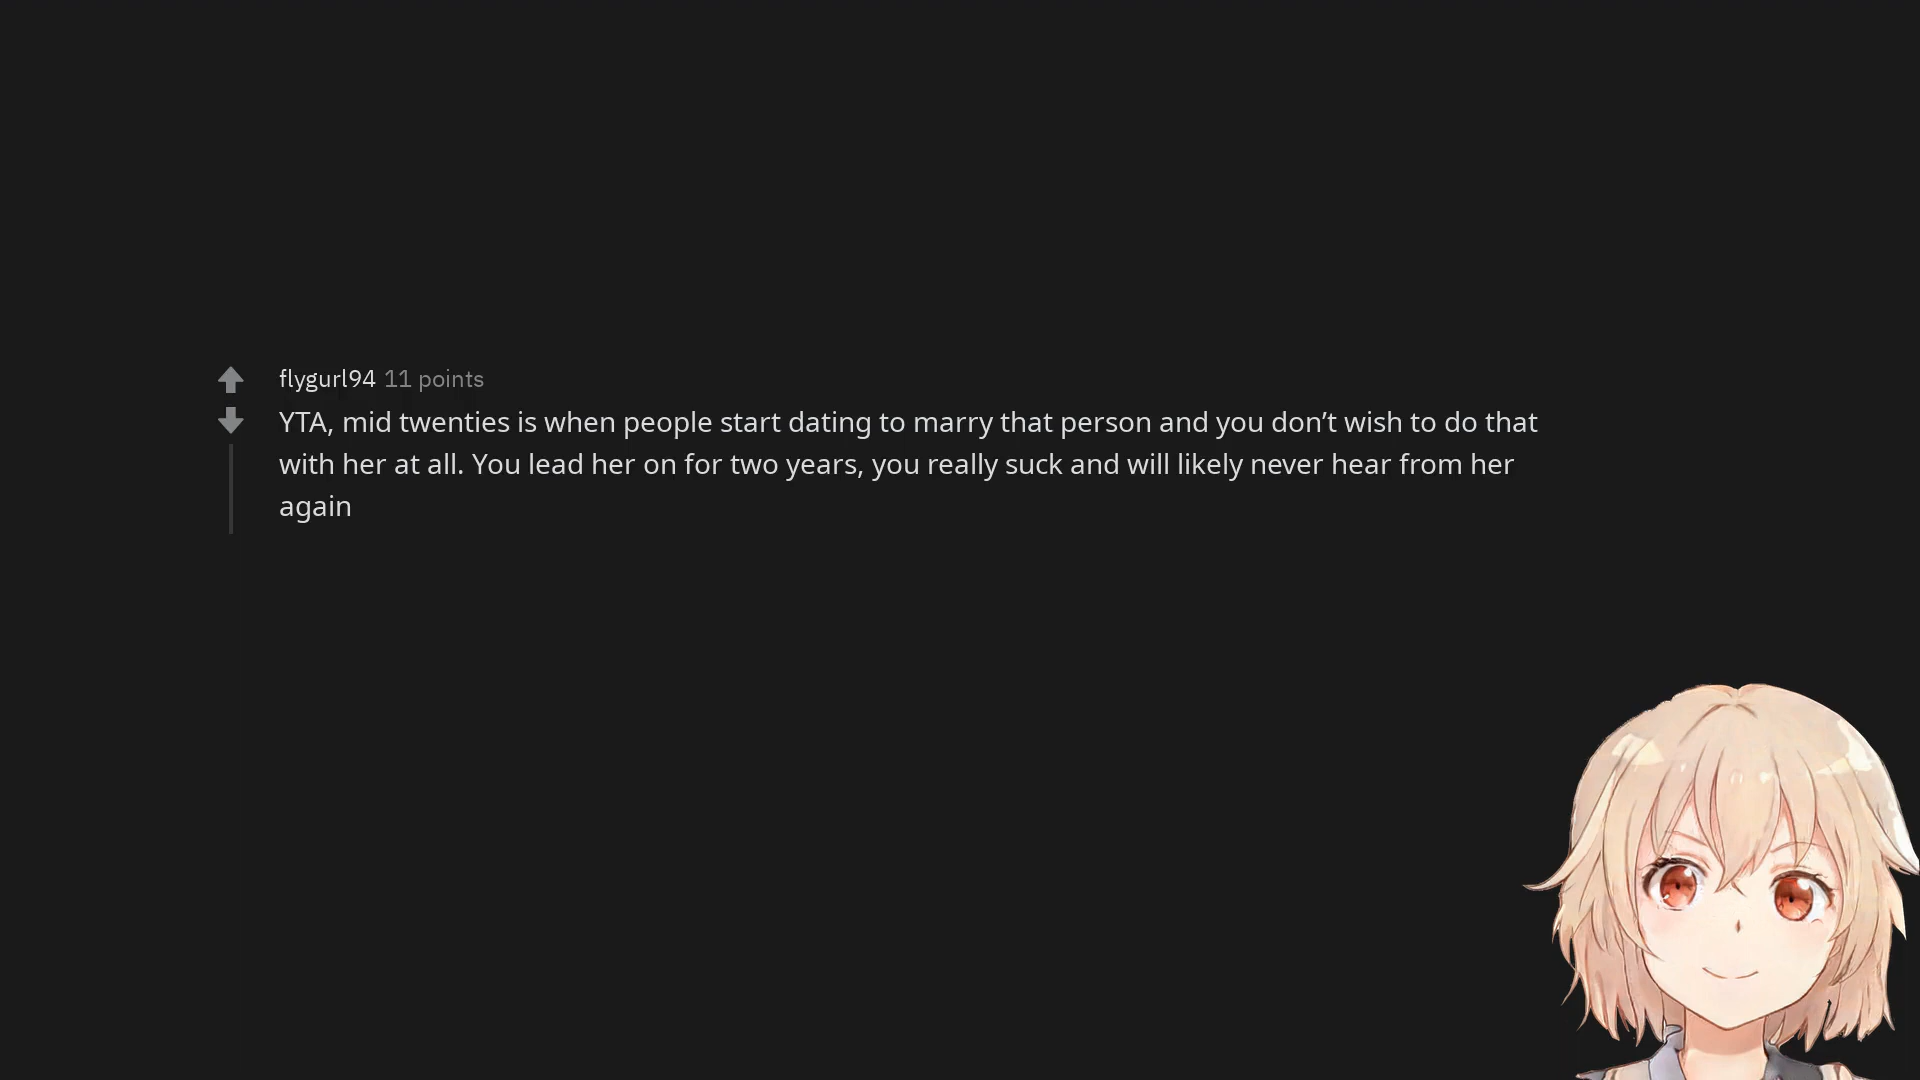 flygurl94 11 points
YTA, mid twenties is when people start dating to marry that person and you don’t wish to do that
with her at all. You lead her on for two years, you really suck and will likely never hear from her
again